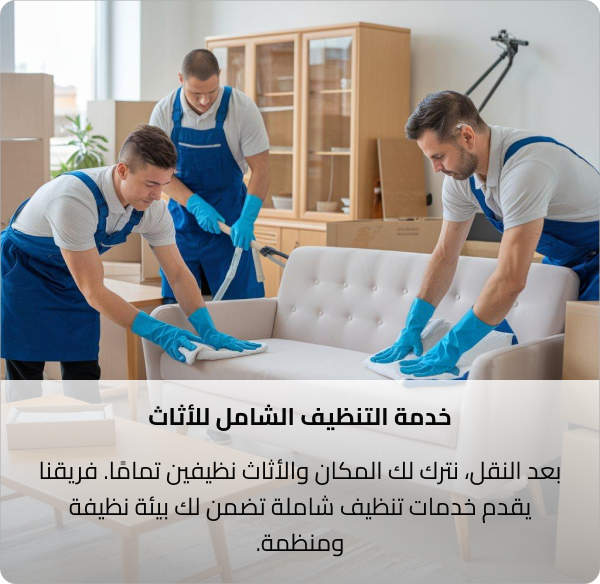 خدمة التنظيف الشامل للأثاث
بعد النقل، نترك لك المكان والأثاث نظيفين تمامًا. فريقنا
يقدم خدمات تنظيف شاملة تضمن لك بيئة نظيفة
ومنظمة.